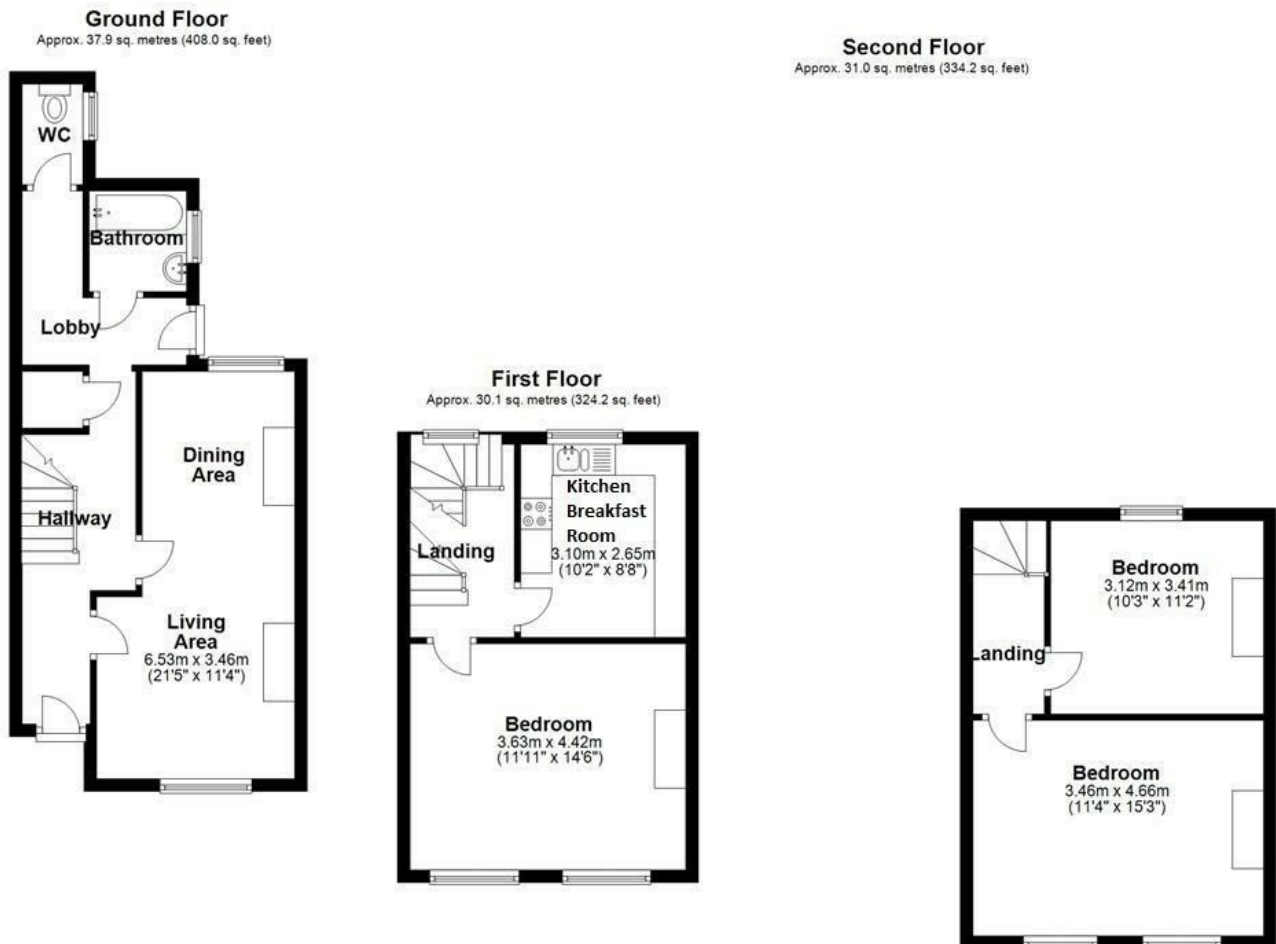 Ground Floor
Approx. 37.9 sq. metres (408.0 sq. feet)
WC
Bathroom
Lobby
Dining
Area
Hallway
Living
Area
6.53m x 3.46m
(21'5" x 11'4")
First Floor
Approx. 30.1 sq. metres (324.2 sq. feet)
Kitchen
Breakfast
Room
3.10m x 2.65m
(10'2" x 8'8")
Landing
Bedroom
3.63m x 4.42m
(11'11" x 14'6")
Second Floor
Approx. 31.0 sq. metres (334.2 sq. feet)
Bedroom
3.12m x 3.41m
(10'3" x 11'2")
Landing
Bedroom
3.46m x 4.66m
(11'4" x 15'3")